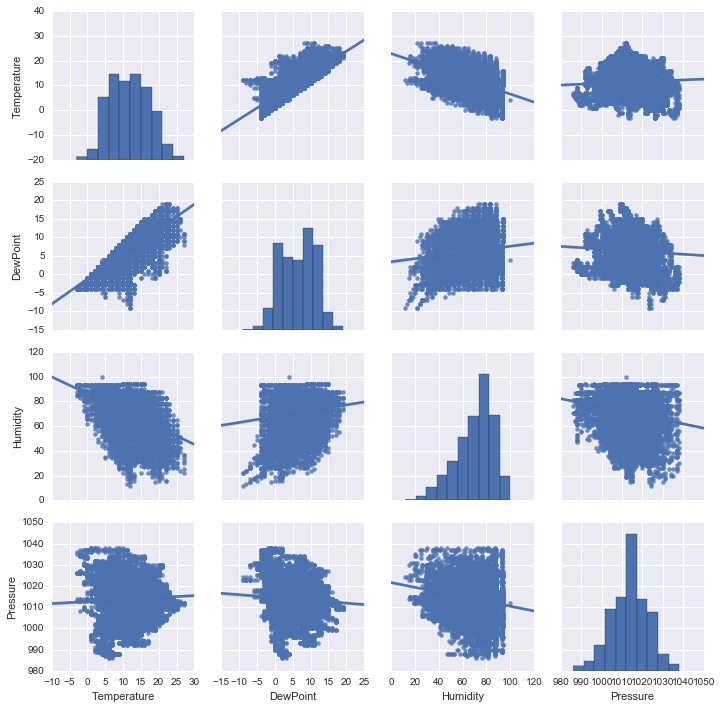 40
30
20
10
0
−10
−20
Temperature
25
20
15
10
5
0
−5
−10
−15
DewPoint
120
100
80
60
40
20
0
Humidity
1050
1040
1030
1020
1010
1000
990
980
Pressure
−10 −5 0 5 10 15 20 25 30
Temperature
−15 −10 −5 0 5 10 15 20 25
DewPoint
0 20 40 60 80 100 120
Humidity
980 990 1000 1010 1020 1030 1040 1050
Pressure